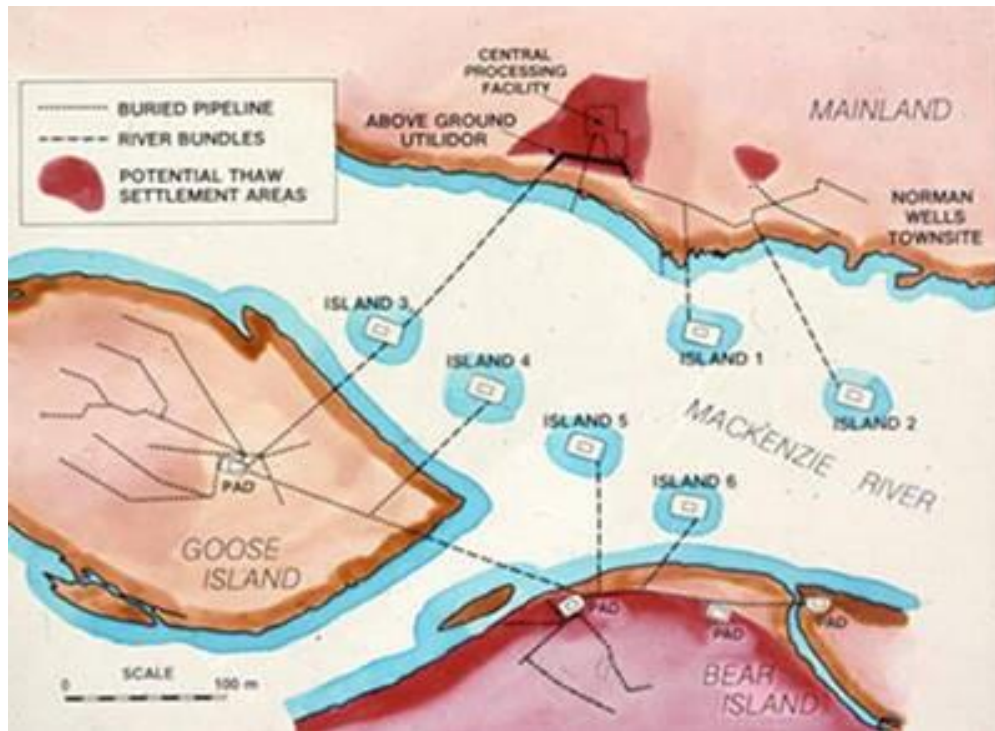 CENTRAL
PROCESSING
FACILITY
ABOVE GROUND
UTILIDOR
MAINLAND
BURIED PIPELINE
RIVER BUNDLES
POTENTIAL THAW
SETTLEMENT AREAS
NORMAN
WELLS
TOWNSITE
ISLAND 3
ISLAND 1
ISLAND 4
ISLAND 2
ISLAND 5
MACKENZIE RIVER
ISLAND 6
PAD
GOOSE
ISLAND
PAD
PAD
PAD
BEAR
ISLAND
SCALE
0 100 m